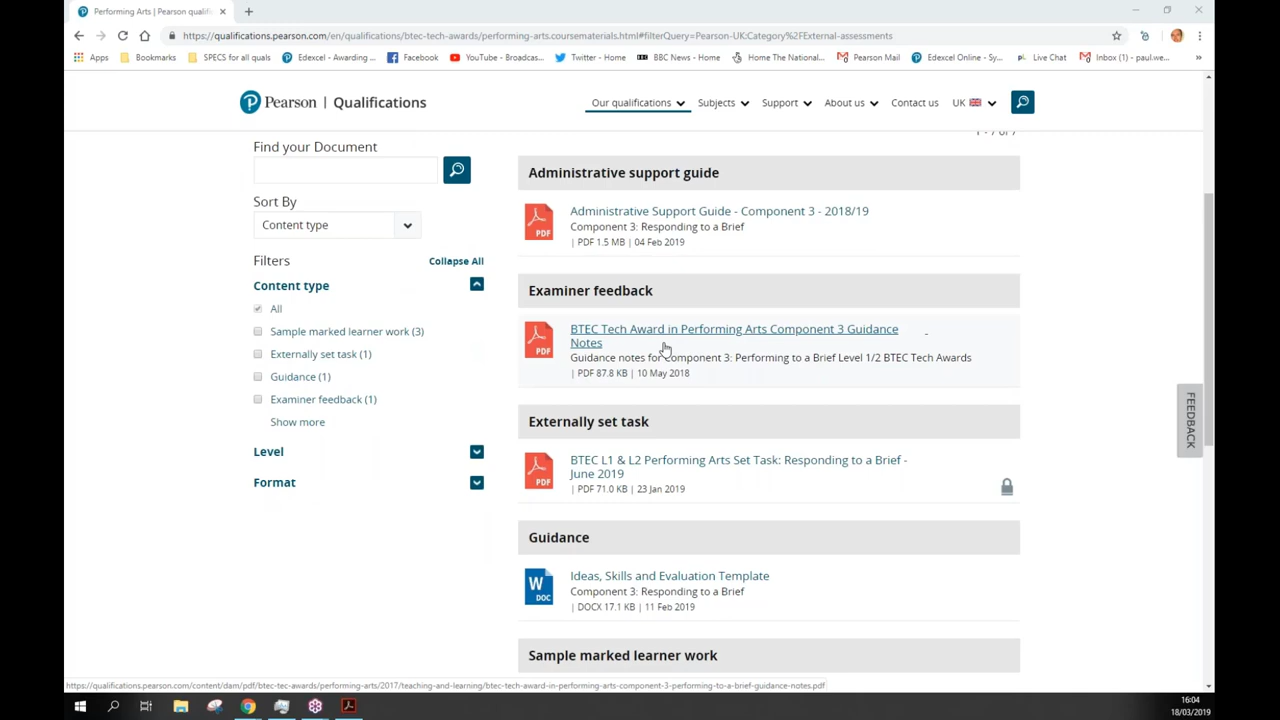 Performing Arts | Pearson qualifi
https://qualifications.pearson.com/en/qualifications/btec-tech-awards/performing-arts.coursematerials.html#filterQuery=Pearson-UK:Category%2FExternal-assessments
Apps Bookmarks SPECS for all quals Edexcel - Awarding ... Facebook YouTube - Broadcas... Twitter - Home BBC News - Home Home The National... Pearson Mail Edexcel Online - Sy... Live Chat Inbox (1) - paul.we... »
Pearson | Qualifications
Our qualifications Subjects Support About us Contact us UK
1 - 7 of 7
Find your Document
Sort By
Content type
Filters Collapse All
Content type
All
Sample marked learner work (3)
Externally set task (1)
Guidance (1)
Examiner feedback (1)
Show more
Level
Format
Administrative support guide
PDF
Administrative Support Guide - Component 3 - 2018/19
Component 3: Responding to a Brief
| PDF 1.5 MB | 04 Feb 2019
Examiner feedback
PDF
BTEC Tech Award in Performing Arts Component 3 Guidance -
Notes
Guidance notes for Component 3: Performing to a Brief Level 1/2 BTEC Tech Awards
| PDF 87.8 KB | 10 May 2018
Externally set task
PDF
BTEC L1 & L2 Performing Arts Set Task: Responding to a Brief -
June 2019
| PDF 71.0 KB | 23 Jan 2019
Guidance
W
DOC
Ideas, Skills and Evaluation Template
Component 3: Responding to a Brief
| DOCX 17.1 KB | 11 Feb 2019
Sample marked learner work
FEEDBACK
https://qualifications.pearson.com/content/dam/pdf/btec-tec-awards/performing-arts/2017/teaching-and-learning/btec-tech-award-in-performing-arts-component-3-performing-to-a-brief-guidance-notes.pdf
16:04
18/03/2019